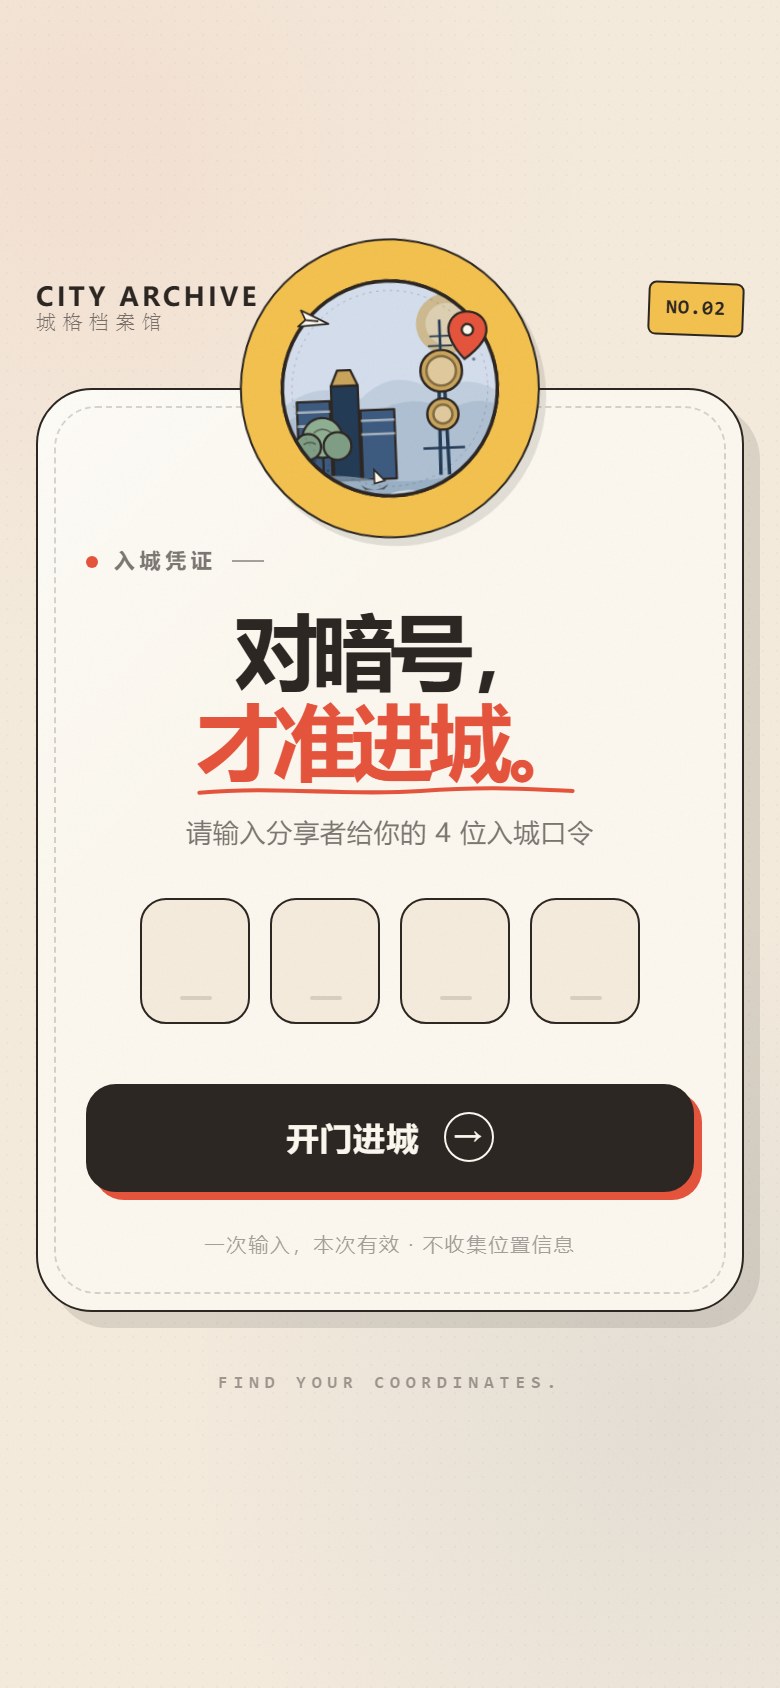 CITY ARCHIVE
城格档案馆
NO.02
入城凭证
对暗号，
才准进城。
请输入分享者给你的 4 位入城口令
开门进城 →
一次输入，本次有效 · 不收集位置信息
FIND YOUR COORDINATES.